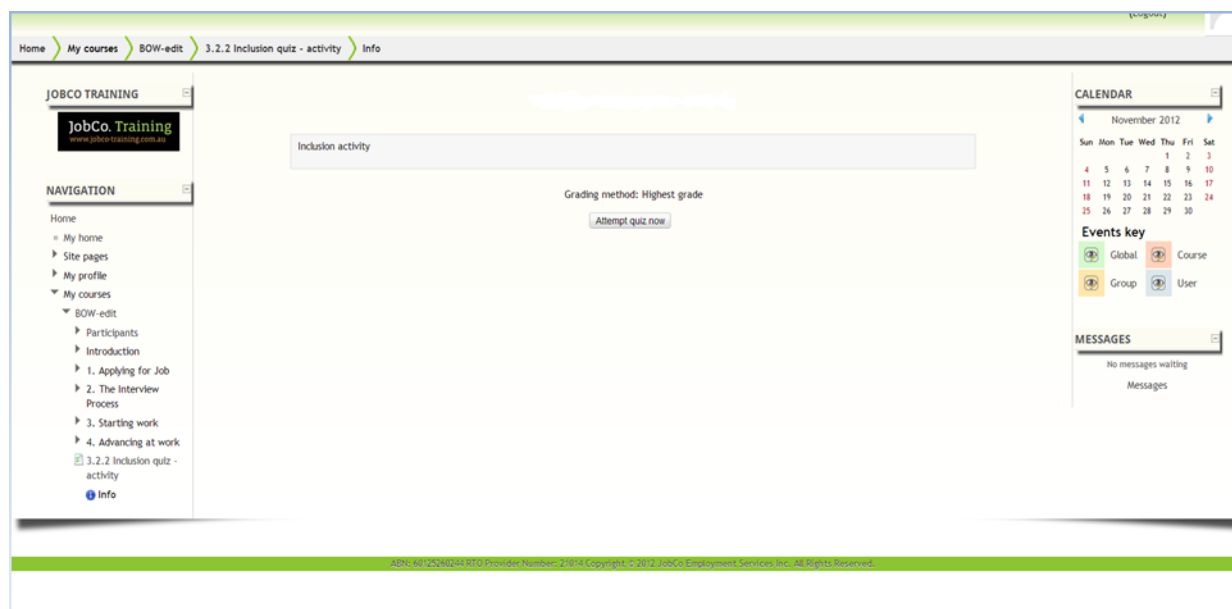 (Logout)
Home My courses BOW-edit 3.2.2 Inclusion quiz - activity Info
JOBCO TRAINING
JobCo. Training
www.jobco-training.com.au
NAVIGATION
Home
My home
Site pages
My profile
My courses
BOW-edit
Participants
Introduction
1. Applying for Job
2. The Interview
Process
3. Starting work
4. Advancing at work
3.2.2 Inclusion quiz -
activity
Info
Inclusion activity
Grading method: Highest grade
Attempt quiz now
CALENDAR
November 2012
Sun Mon Tue Wed Thu Fri Sat
1 2 3
4 5 6 7 8 9 10
11 12 13 14 15 16 17
18 19 20 21 22 23 24
25 26 27 28 29 30
Events key
Global Course
Group User
MESSAGES
No messages waiting
Messages
ABN: 60125260244 RTO Provider Number: 21014 Copyright © 2012 JobCo Employment Services Inc. All Rights Reserved.